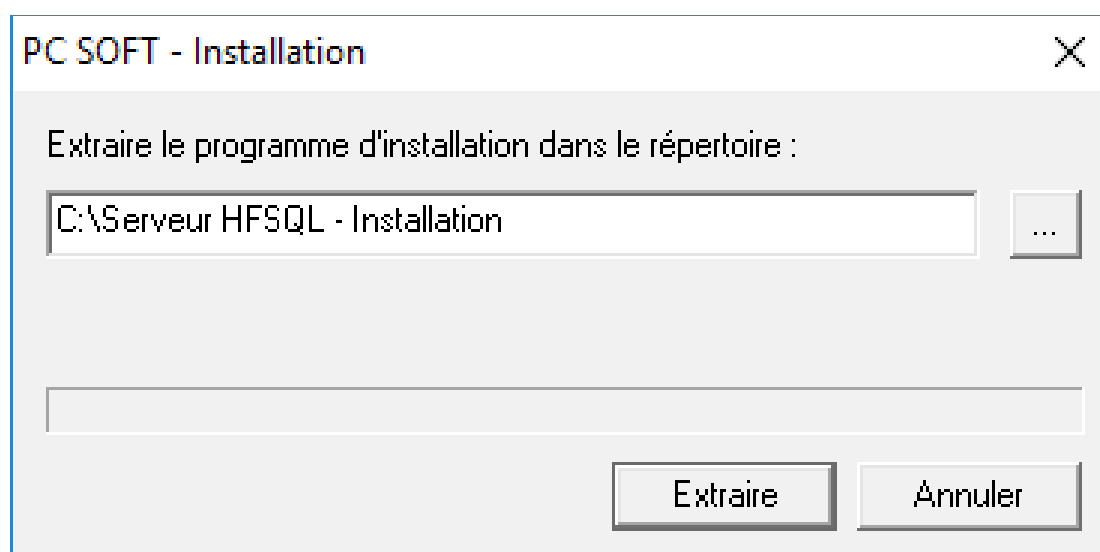 PC SOFT - Installation
Extraire le programme d'installation dans le répertoire :
C:\Serveur HFSQL - Installation
...
Extraire
Annuler